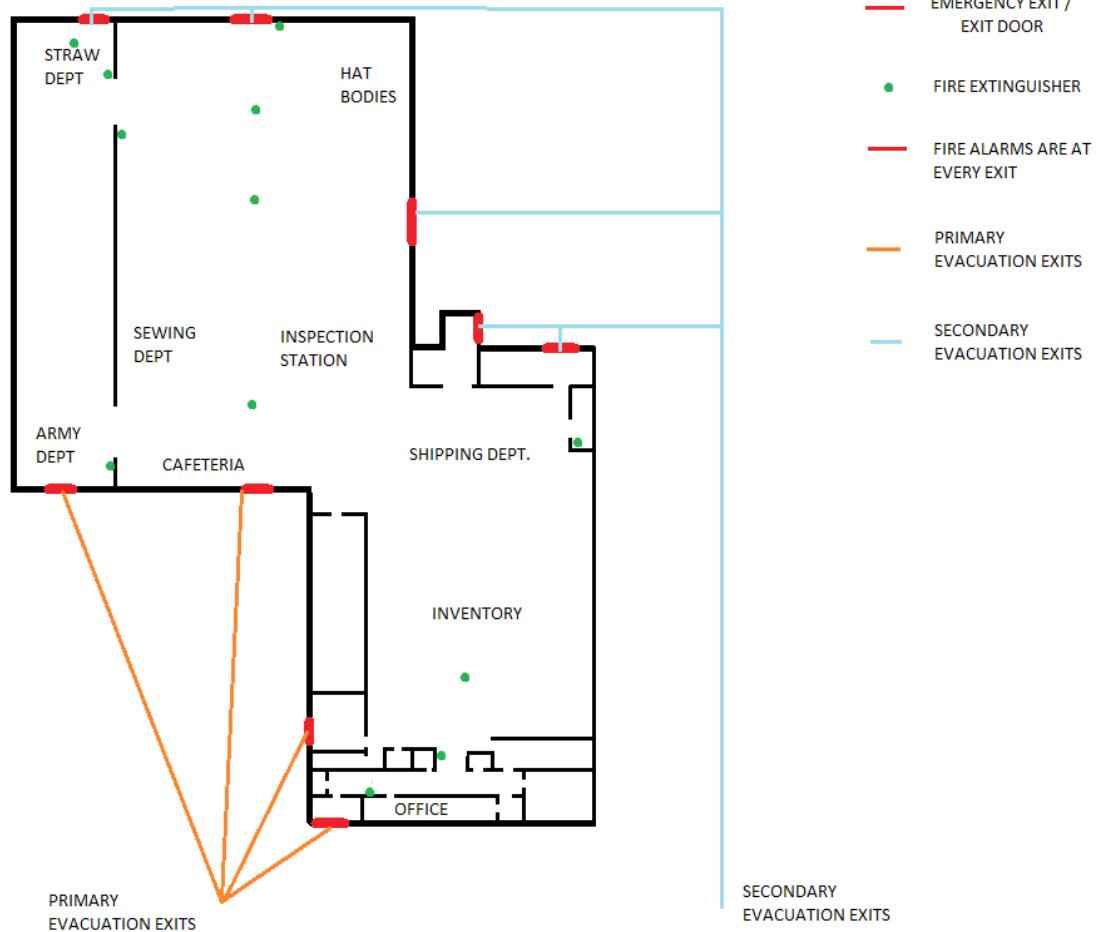 EMERGENCY EXIT /
EXIT DOOR
FIRE EXTINGUISHER
FIRE ALARMS ARE AT
EVERY EXIT
PRIMARY
EVACUATION EXITS
SECONDARY
EVACUATION EXITS
STRAW
DEPT
HAT
BODIES
SEWING
DEPT
INSPECTION
STATION
ARMY
DEPT
CAFETERIA
SHIPPING DEPT.
INVENTORY
OFFICE
PRIMARY
EVACUATION EXITS
SECONDARY
EVACUATION EXITS